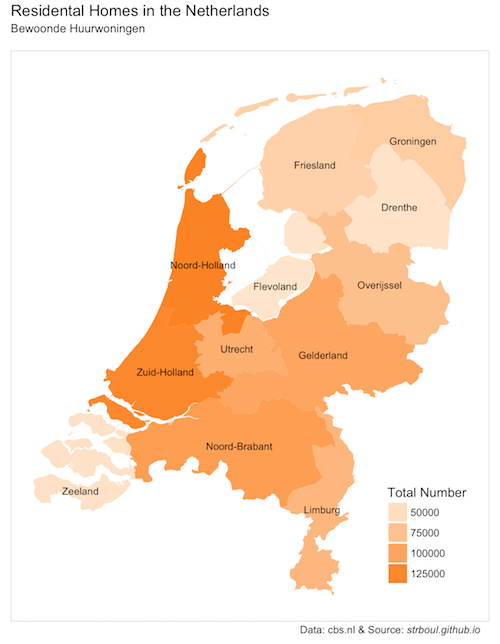 Residental Homes in the Netherlands
Bewoonde Huurwoningen
Groningen
Friesland
Drenthe
Noord-Holland
Flevoland
Overijssel
Utrecht
Gelderland
Zuid-Holland
Noord-Brabant
Zeeland
Limburg
Total Number
50000
75000
100000
125000
Data: cbs.nl & Source: strboul.github.io